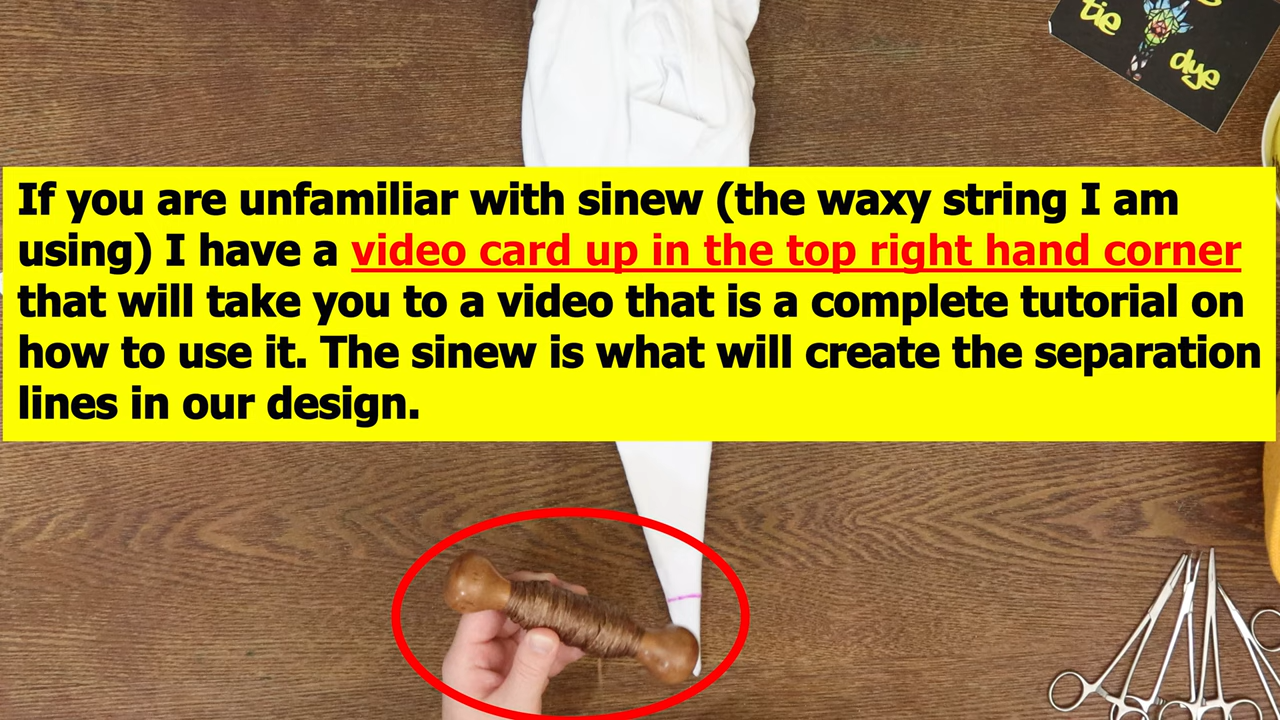 tie
dye
If you are unfamiliar with sinew (the waxy string I am
using) I have a video card up in the top right hand corner
that will take you to a video that is a complete tutorial on
how to use it. The sinew is what will create the separation
lines in our design.